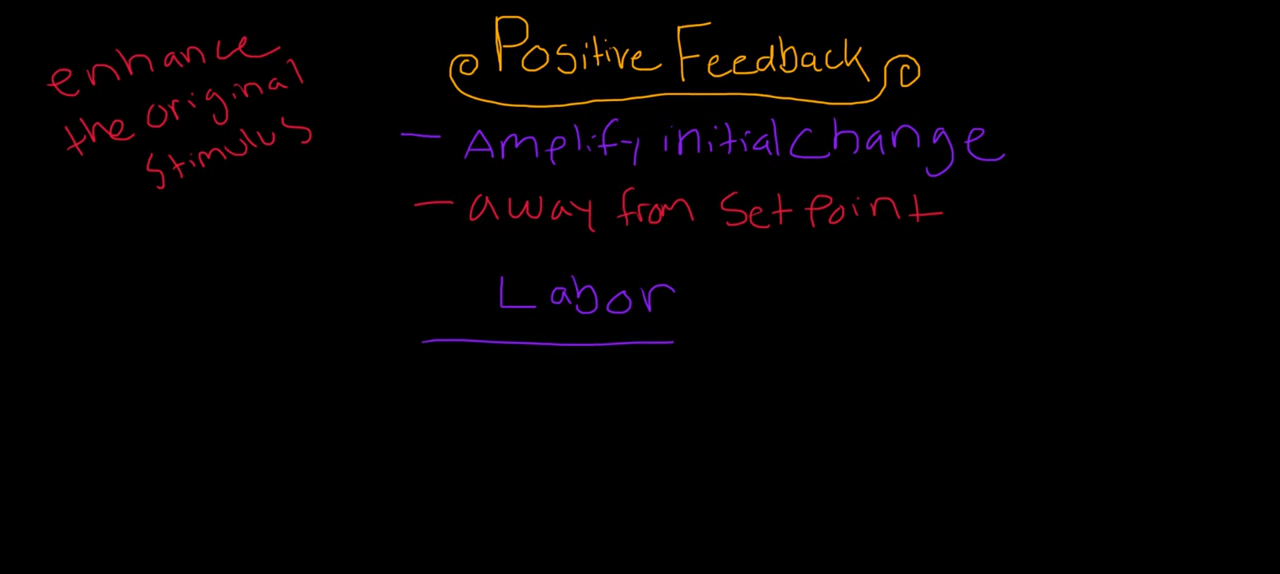 Positive Feedback
enhance
the original
stimulus
- Amplify initial change
- away from set point
Labor